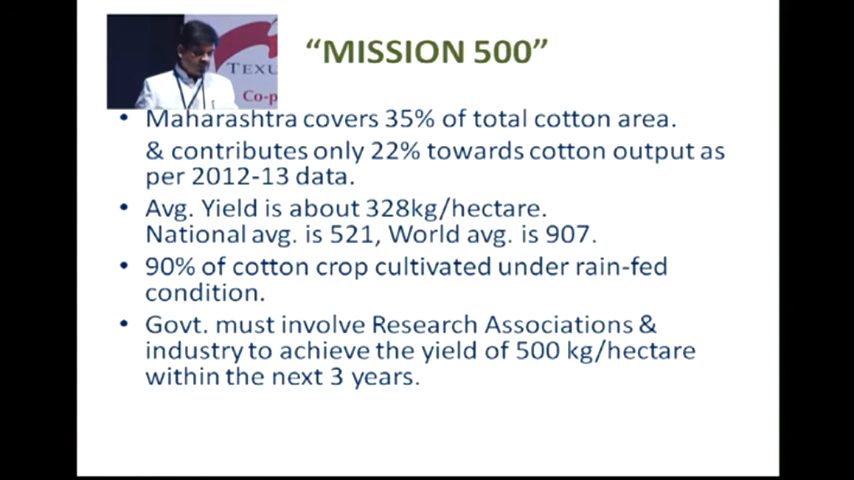 “MISSION 500”
TEXU
Co-p
• Maharashtra covers 35% of total cotton area.
& contributes only 22% towards cotton output as
per 2012-13 data.
• Avg. Yield is about 328kg/hectare.
National avg. is 521, World avg. is 907.
• 90% of cotton crop cultivated under rain-fed
condition.
• Govt. must involve Research Associations &
industry to achieve the yield of 500 kg/hectare
within the next 3 years.